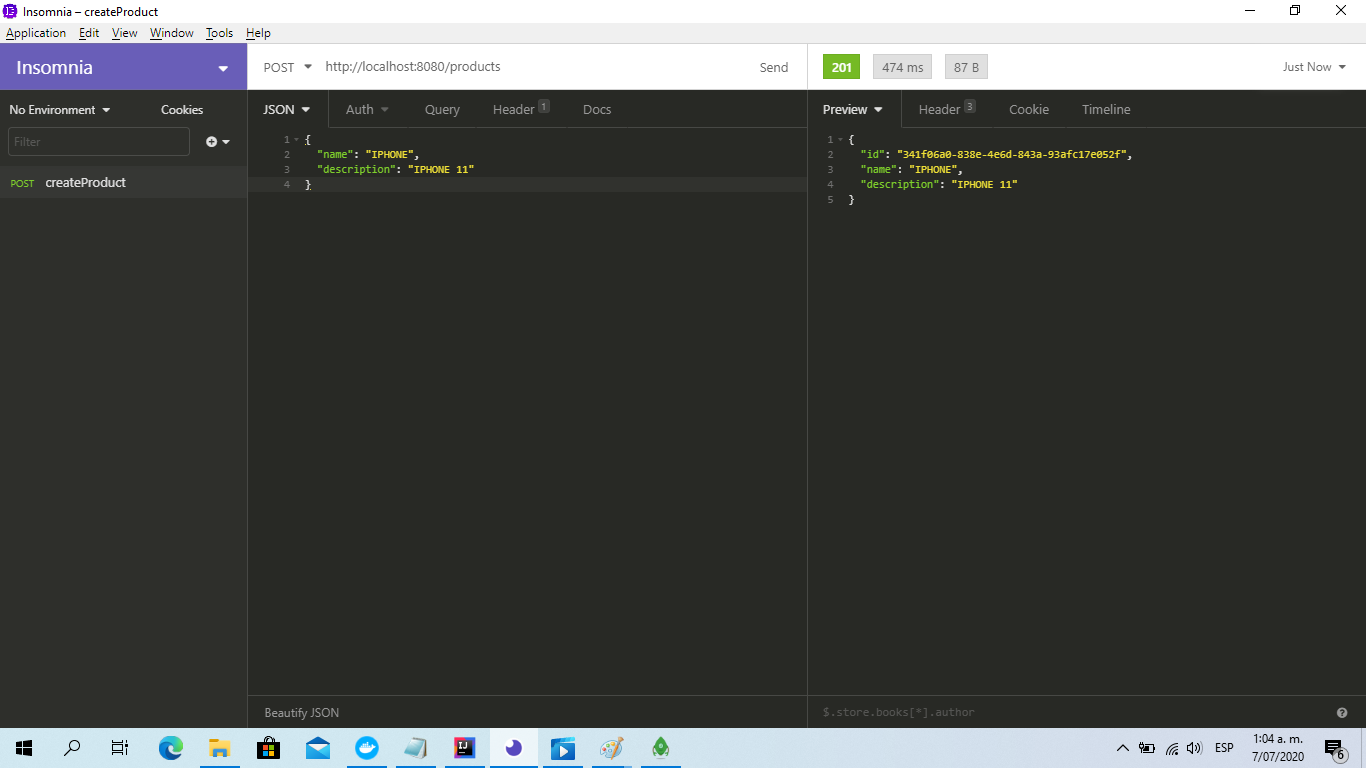 Insomnia – createProduct
Application Edit View Window Tools Help
Insomnia
POST http://localhost:8080/products Send
201 474 ms 87 B Just Now
No Environment Cookies
JSON Auth Query Header 1 Docs
Preview Header 3 Cookie Timeline
Filter
POST createProduct
1 {
2 "name": "IPHONE",
3 "description": "IPHONE 11"
4 }
1 {
2 "id": "341f06a0-838e-4e6d-843a-93afc17e052f",
3 "name": "IPHONE",
4 "description": "IPHONE 11"
5 }
Beautify JSON
$.store.books[*].author
IJ
ESP
1:04 a. m.
7/07/2020
6